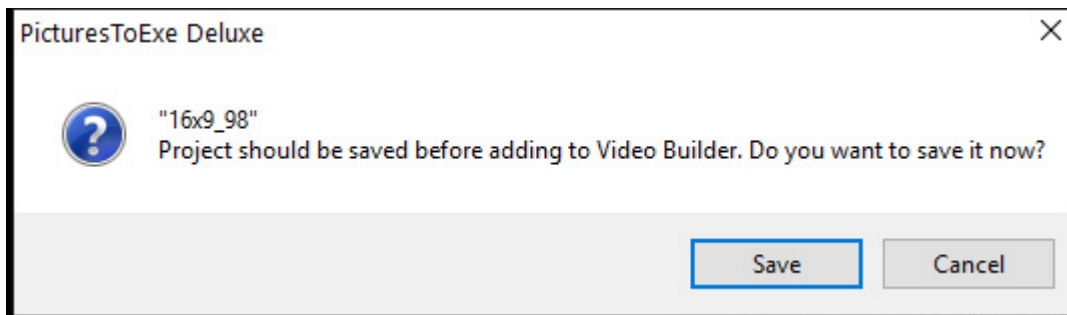 PicturesToExe Deluxe
"16x9_98"
Project should be saved before adding to Video Builder. Do you want to save it now?
Save
Cancel